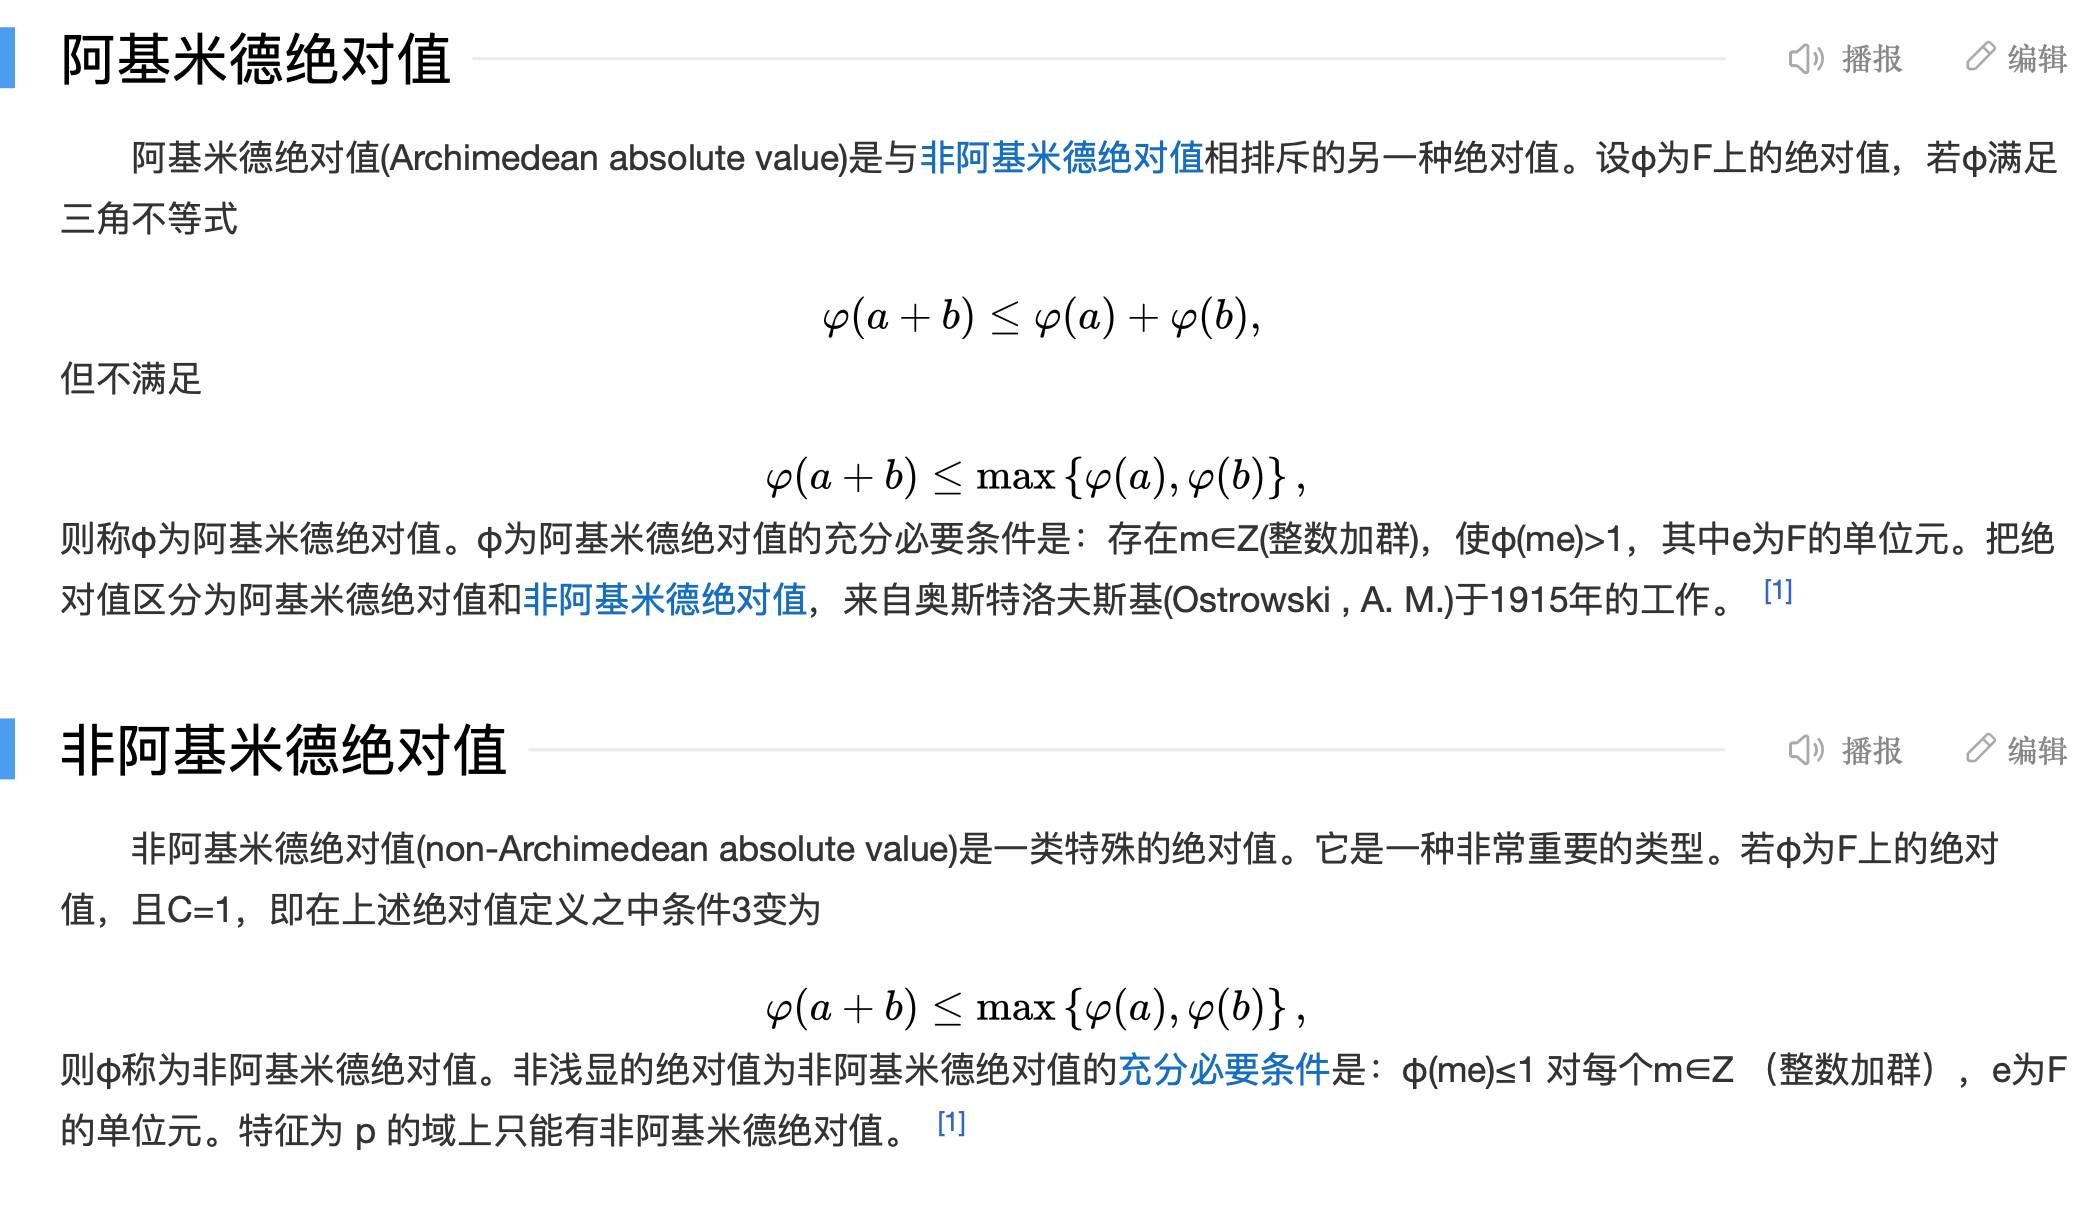 阿基米德绝对值 播报 编辑
阿基米德绝对值(Archimedean absolute value)是与非阿基米德绝对值相排斥的另一种绝对值。设φ为F上的绝对值，若φ满足
三角不等式
φ(a + b) ≤ φ(a) + φ(b),
但不满足
φ(a + b) ≤ max {φ(a), φ(b)} ,
则称φ为阿基米德绝对值。φ为阿基米德绝对值的充分必要条件是：存在m∈Z(整数加群)，使φ(me)>1，其中e为F的单位元。把绝
对值区分为阿基米德绝对值和非阿基米德绝对值，来自奥斯特洛夫斯基(Ostrowski , A. M.)于1915年的工作。 [1]
非阿基米德绝对值 播报 编辑
非阿基米德绝对值(non-Archimedean absolute value)是一类特殊的绝对值。它是一种非常重要的类型。若φ为F上的绝对
值，且C=1，即在上述绝对值定义之中条件3变为
φ(a + b) ≤ max {φ(a), φ(b)} ,
则φ称为非阿基米德绝对值。非浅显的绝对值为非阿基米德绝对值的充分必要条件是：φ(me)≤1 对每个m∈Z （整数加群），e为F
的单位元。特征为 p 的域上只能有非阿基米德绝对值。 [1]